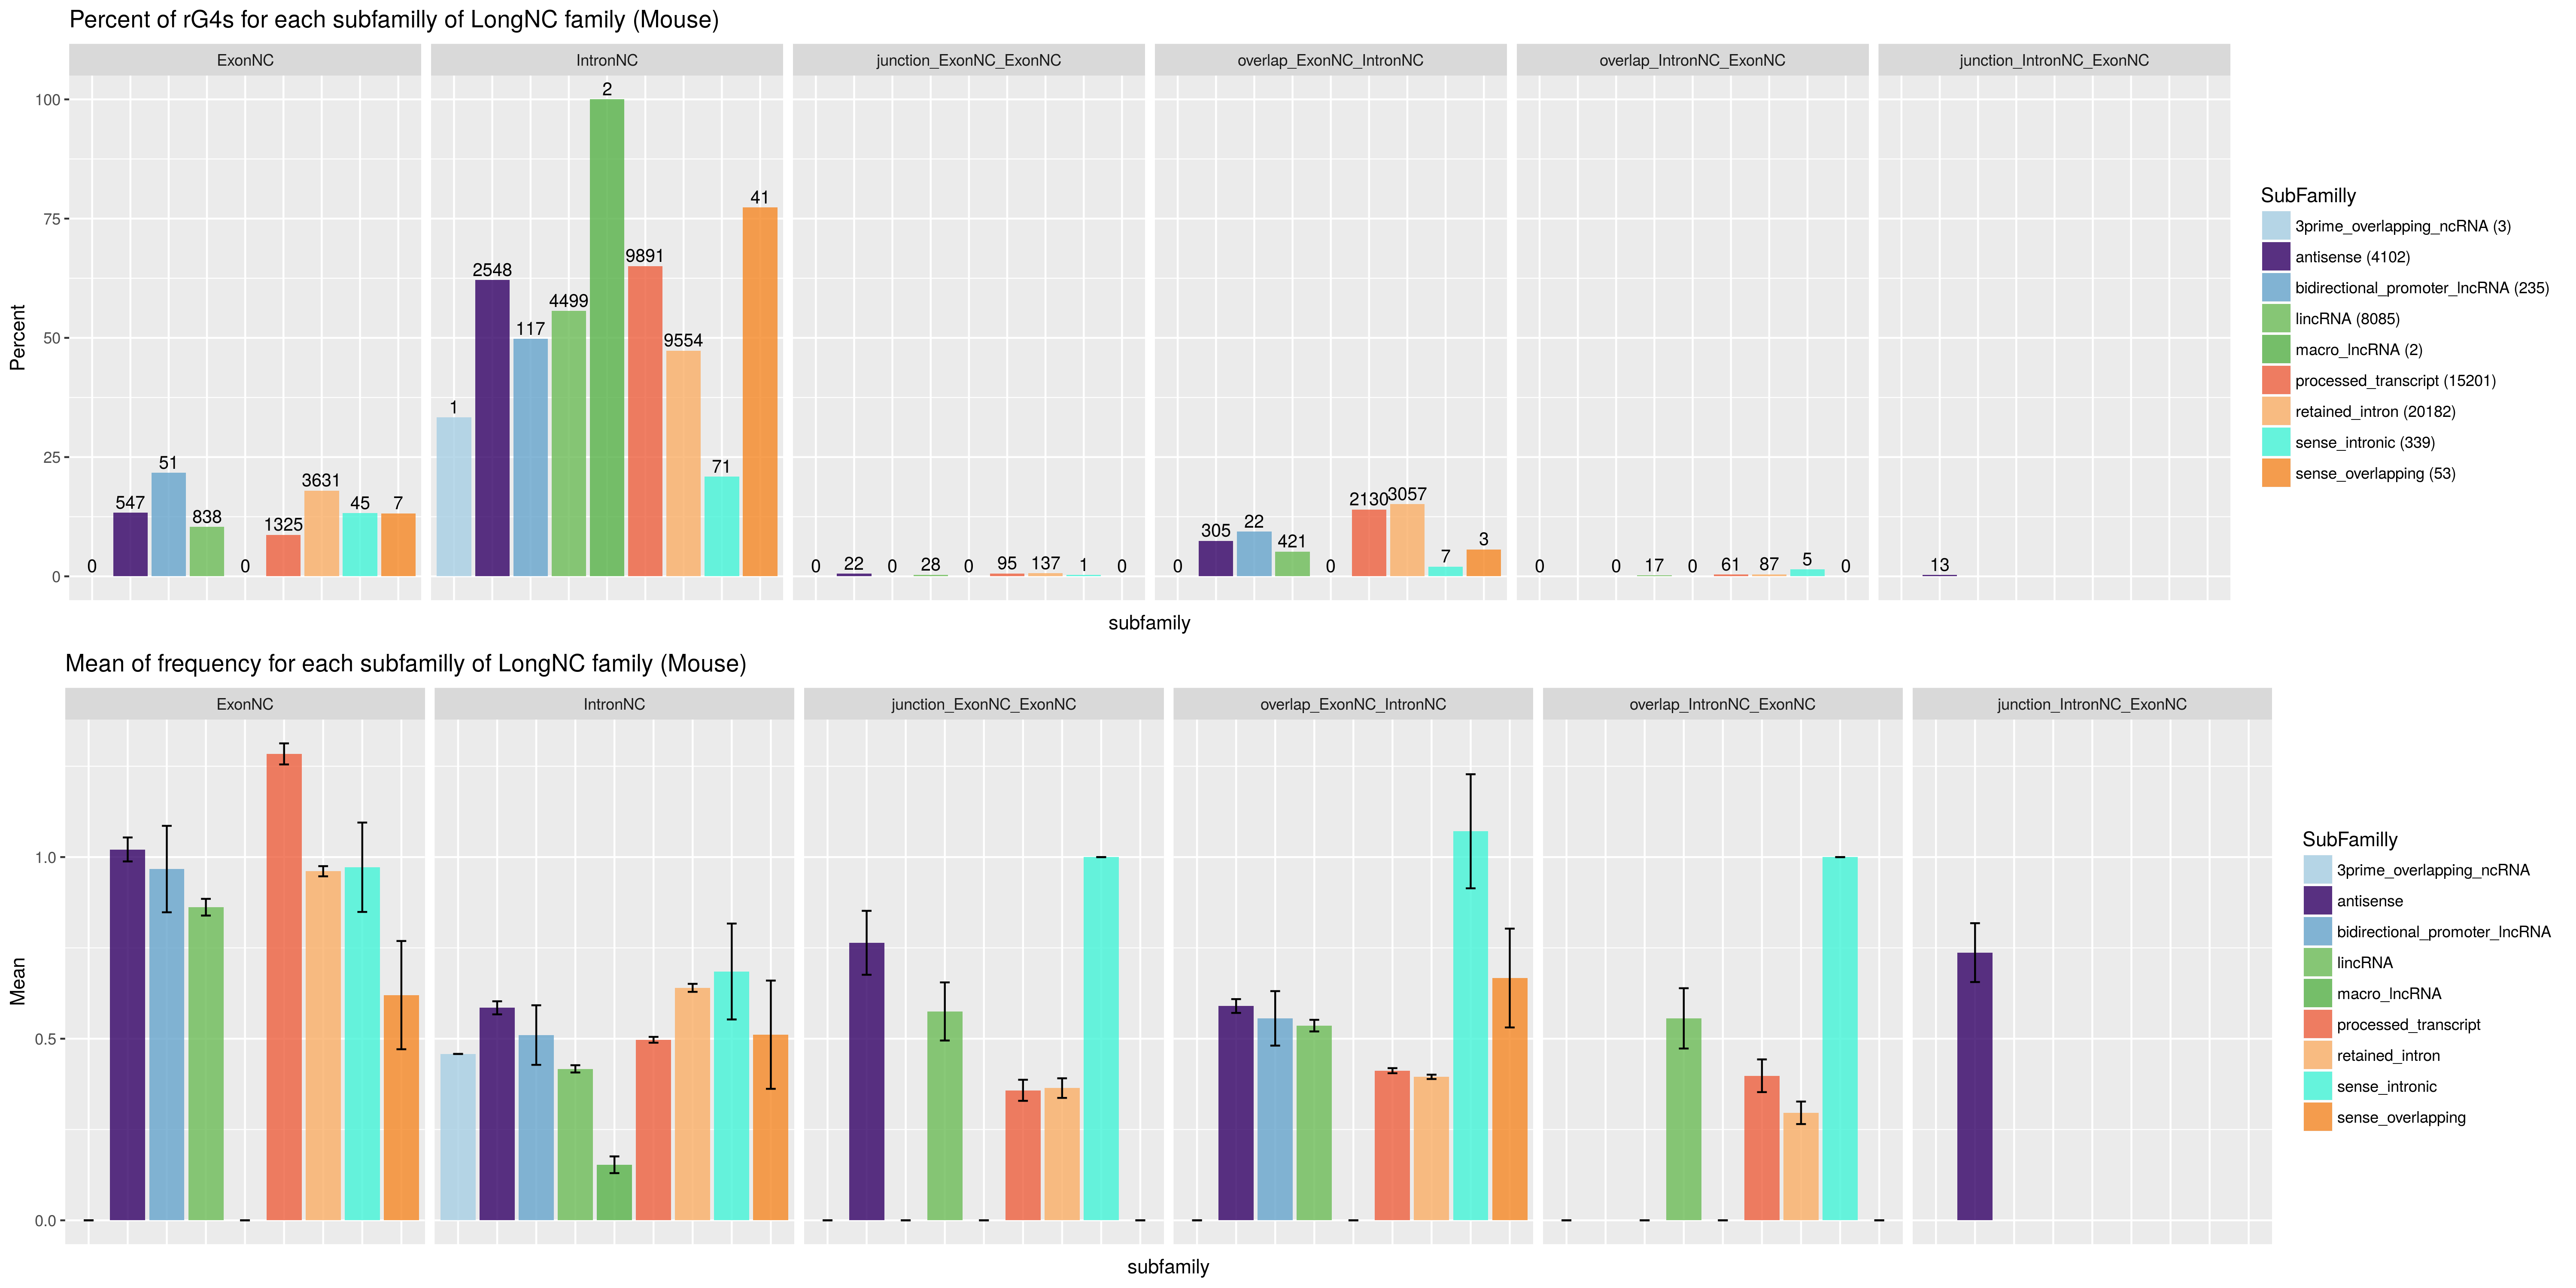 Percent of rG4s for each subfamilly of LongNC family (Mouse)
ExonNC IntronNC junction_ExonNC_ExonNC overlap_ExonNC_IntronNC overlap_IntronNC_ExonNC junction_IntronNC_ExonNC
Percent
100
75
50
25
0
0 547 51 838 0 1325 3631 45 7
1 2548 117 4499 2 9891 9554 71 41
0 22 0 28 0 95 137 1 0
0 305 22 421 0 2130 3057 7 3
0 0 17 0 61 87 5 0
13
subfamily
SubFamilly
3prime_overlapping_ncRNA (3)
antisense (4102)
bidirectional_promoter_lncRNA (235)
lincRNA (8085)
macro_lncRNA (2)
processed_transcript (15201)
retained_intron (20182)
sense_intronic (339)
sense_overlapping (53)
Mean of frequency for each subfamilly of LongNC family (Mouse)
ExonNC IntronNC junction_ExonNC_ExonNC overlap_ExonNC_IntronNC overlap_IntronNC_ExonNC junction_IntronNC_ExonNC
Mean
1.0
0.5
0.0
subfamily
SubFamilly
3prime_overlapping_ncRNA
antisense
bidirectional_promoter_lncRNA
lincRNA
macro_lncRNA
processed_transcript
retained_intron
sense_intronic
sense_overlapping